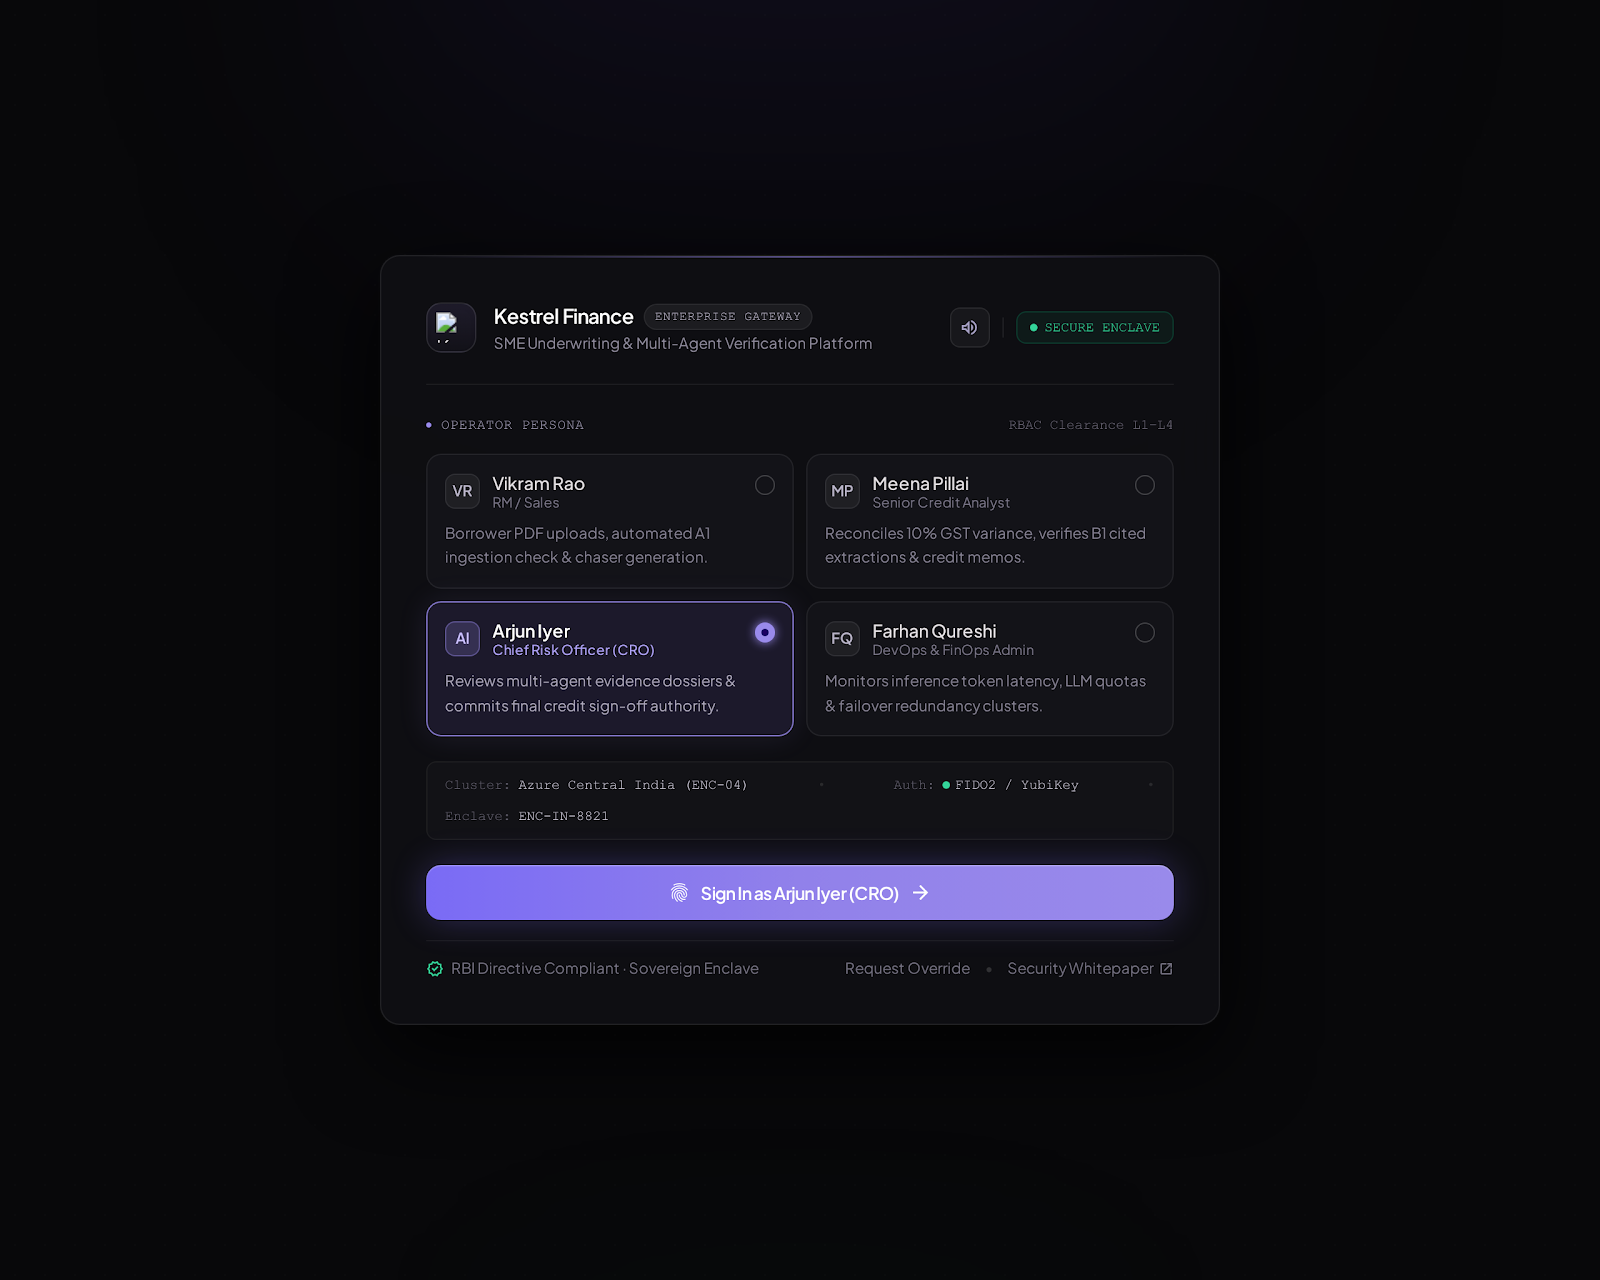 Kestrel Finance ENTERPRISE GATEWAY
SME Underwriting & Multi-Agent Verification Platform
SECURE ENCLAVE
OPERATOR PERSONA
RBAC Clearance L1-L4
VR
Vikram Rao
RM / Sales
Borrower PDF uploads, automated A1
ingestion check & chaser generation.
MP
Meena Pillai
Senior Credit Analyst
Reconciles 10% GST variance, verifies B1 cited
extractions & credit memos.
AI
Arjun Iyer
Chief Risk Officer (CRO)
Reviews multi-agent evidence dossiers &
commits final credit sign-off authority.
FQ
Farhan Qureshi
DevOps & FinOps Admin
Monitors inference token latency, LLM quotas
& failover redundancy clusters.
Cluster: Azure Central India (ENC-04) • Auth: FIDO2 / YubiKey •
Enclave: ENC-IN-8821
Sign In as Arjun Iyer (CRO) →
RBI Directive Compliant · Sovereign Enclave
Request Override • Security Whitepaper